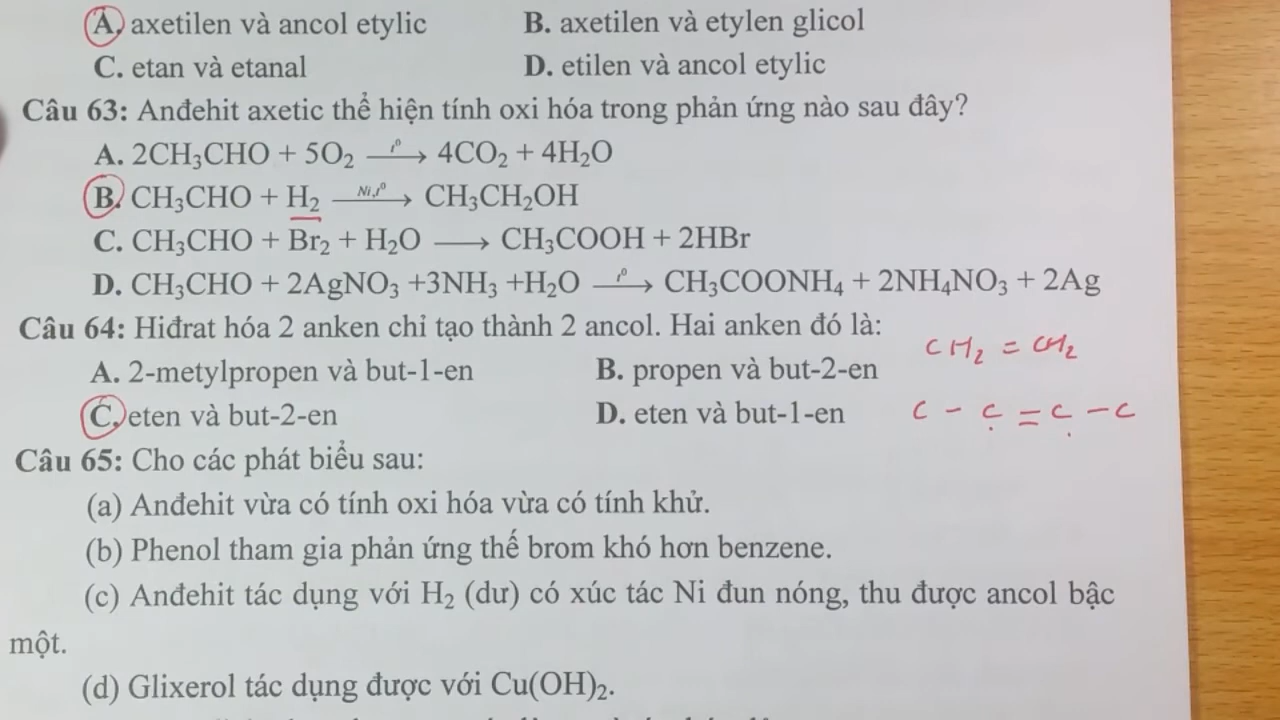 A. axetilen và ancol etylic B. axetilen và etylen glicol
C. etan và etanal D. etilen và ancol etylic
Câu 63: Anđehit axetic thể hiện tính oxi hóa trong phản ứng nào sau đây?
A. 2CH₃CHO + 5O₂ —t⁰→ 4CO₂ + 4H₂O
B. CH₃CHO + H₂ —Ni,t⁰→ CH₃CH₂OH
C. CH₃CHO + Br₂ + H₂O ⟶ CH₃COOH + 2HBr
D. CH₃CHO + 2AgNO₃ +3NH₃ +H₂O —t⁰→ CH₃COONH₄ + 2NH₄NO₃ + 2Ag
Câu 64: Hiđrat hóa 2 anken chỉ tạo thành 2 ancol. Hai anken đó là:
CH₂ = CH₂
A. 2-metylpropen và but-1-en B. propen và but-2-en
C. eten và but-2-en D. eten và but-1-en C - C = C - C
Câu 65: Cho các phát biểu sau:
(a) Anđehit vừa có tính oxi hóa vừa có tính khử.
(b) Phenol tham gia phản ứng thế brom khó hơn benzene.
(c) Anđehit tác dụng với H₂ (dư) có xúc tác Ni đun nóng, thu được ancol bậc
một.
(d) Glixerol tác dụng được với Cu(OH)₂.